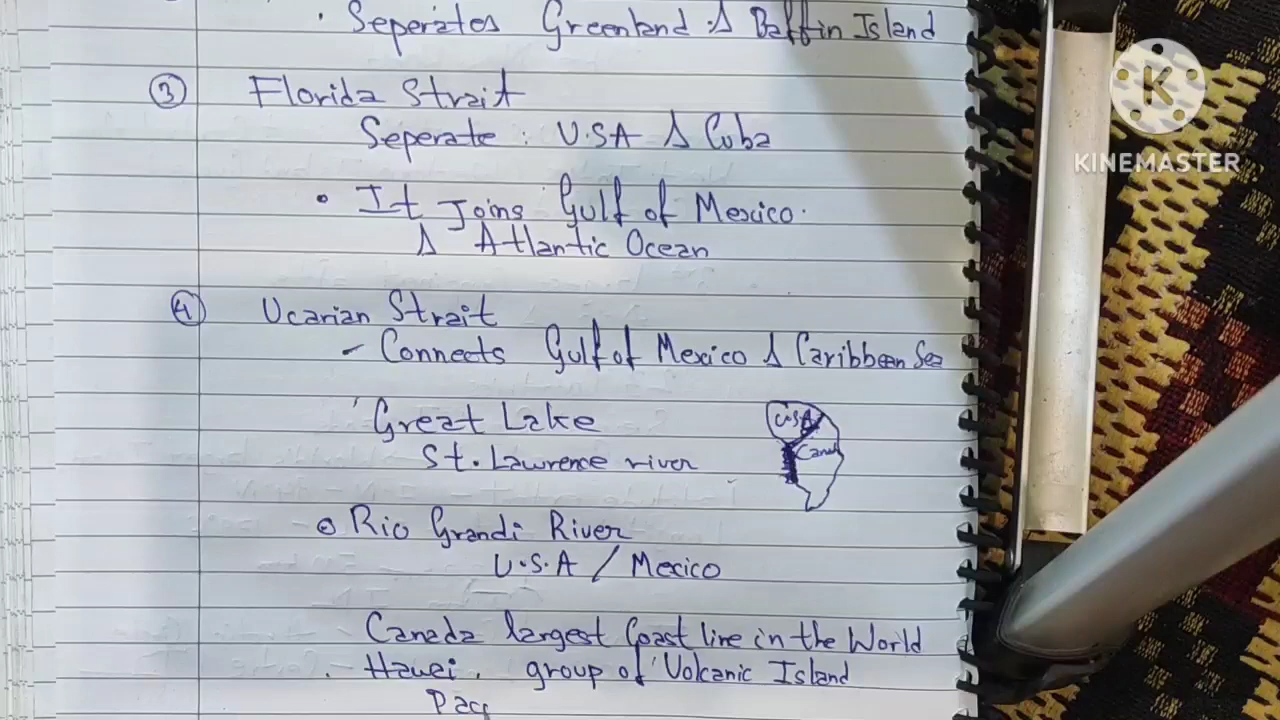 · Seperates Greenland & Baffin Island
③ Florida Strait
Seperate : U.S.A & Cuba
• It Joins Gulf of Mexico.
& Atlantic Ocean
④ Ucarian Strait
- Connects Gulf of Mexico & Caribbean Sea
Great Lake
St. Lawrence river
U.S.A
Canad
Rio Grandi River
U.S.A / Mexico
Canada largest Coast line in the World
- Hawei. group of Volcanic Island
Pac
KINEMASTER